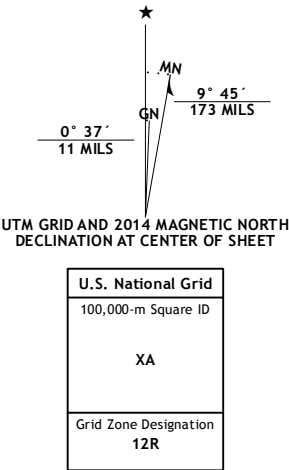 MN
GN
9° 45´
173 MILS
0° 37´
11 MILS
UTM GRID AND 2014 MAGNETIC NORTH
DECLINATION AT CENTER OF SHEET
U.S. National Grid
100,000-m Square ID
XA
Grid Zone Designation
12R